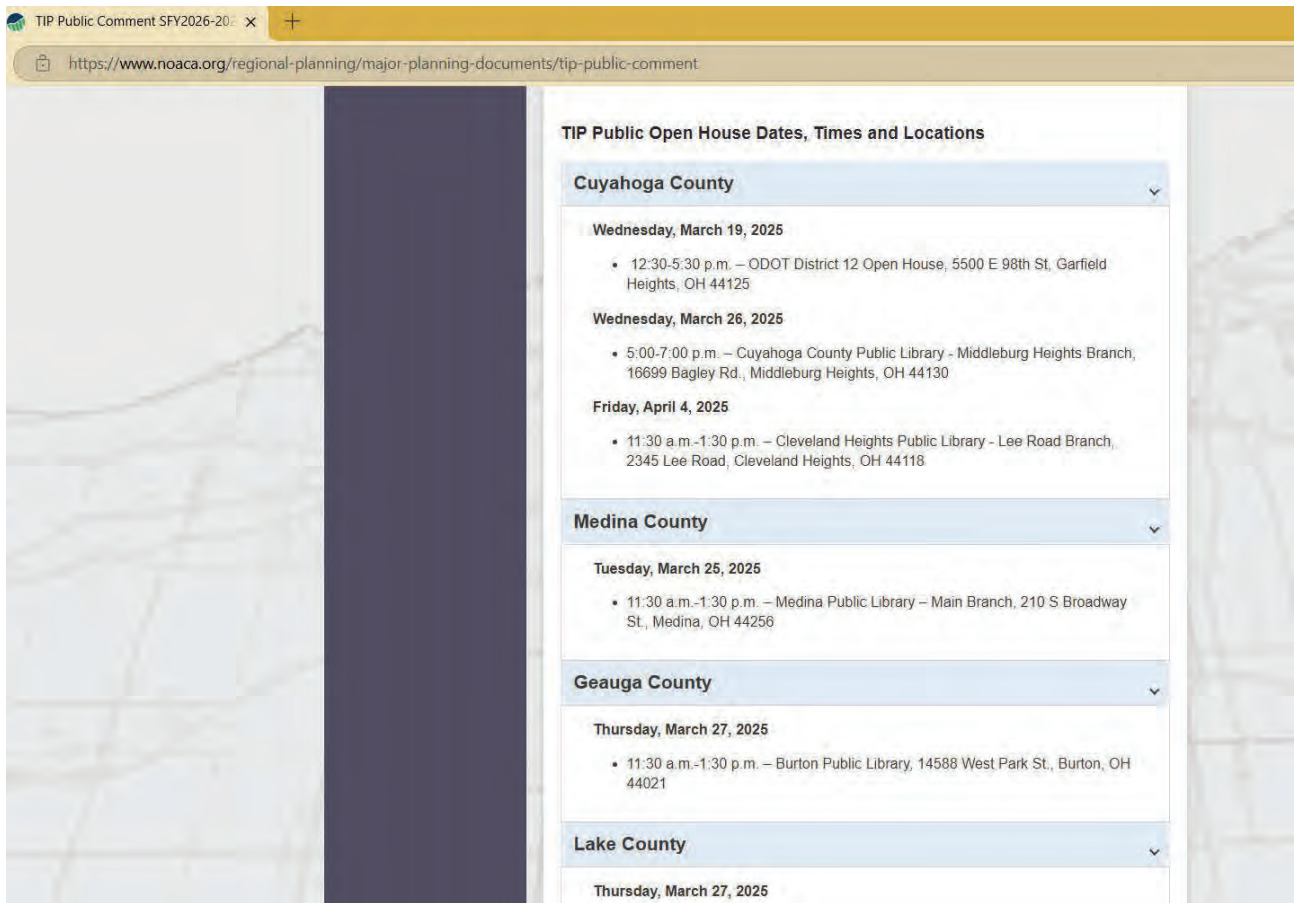 TIP Public Comment SFY2026-20
https://www.noaca.org/regional-planning/major-planning-documents/tip-public-comment
TIP Public Open House Dates, Times and Locations
Cuyahoga County
Wednesday, March 19, 2025
• 12:30-5:30 p.m. – ODOT District 12 Open House, 5500 E 98th St, Garfield
Heights, OH 44125
Wednesday, March 26, 2025
• 5:00-7:00 p.m. – Cuyahoga County Public Library - Middleburg Heights Branch,
16699 Bagley Rd., Middleburg Heights, OH 44130
Friday, April 4, 2025
• 11:30 a.m.-1:30 p.m. – Cleveland Heights Public Library - Lee Road Branch,
2345 Lee Road, Cleveland Heights, OH 44118
Medina County
Tuesday, March 25, 2025
• 11:30 a.m.-1:30 p.m. – Medina Public Library – Main Branch, 210 S Broadway
St., Medina, OH 44256
Geauga County
Thursday, March 27, 2025
• 11:30 a.m.-1:30 p.m. – Burton Public Library, 14588 West Park St., Burton, OH
44021
Lake County
Thursday, March 27, 2025